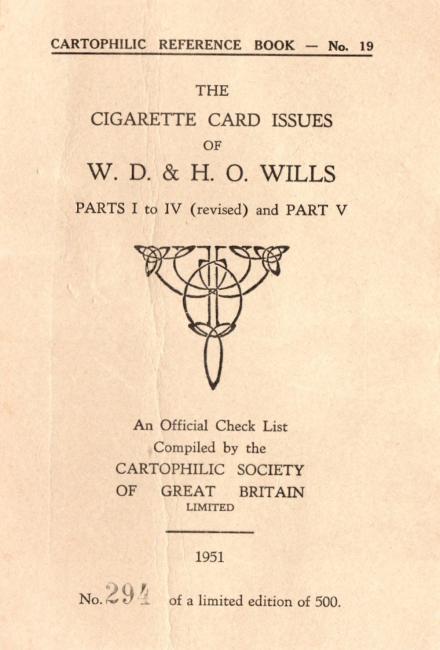 CARTOPHILIC REFERENCE BOOK — No. 19
THE
CIGARETTE CARD ISSUES
OF
W. D. & H. O. WILLS
PARTS I to IV (revised) and PART V
An Official Check List
Compiled by the
CARTOPHILIC SOCIETY
OF GREAT BRITAIN
LIMITED
1951
No. 294 of a limited edition of 500.